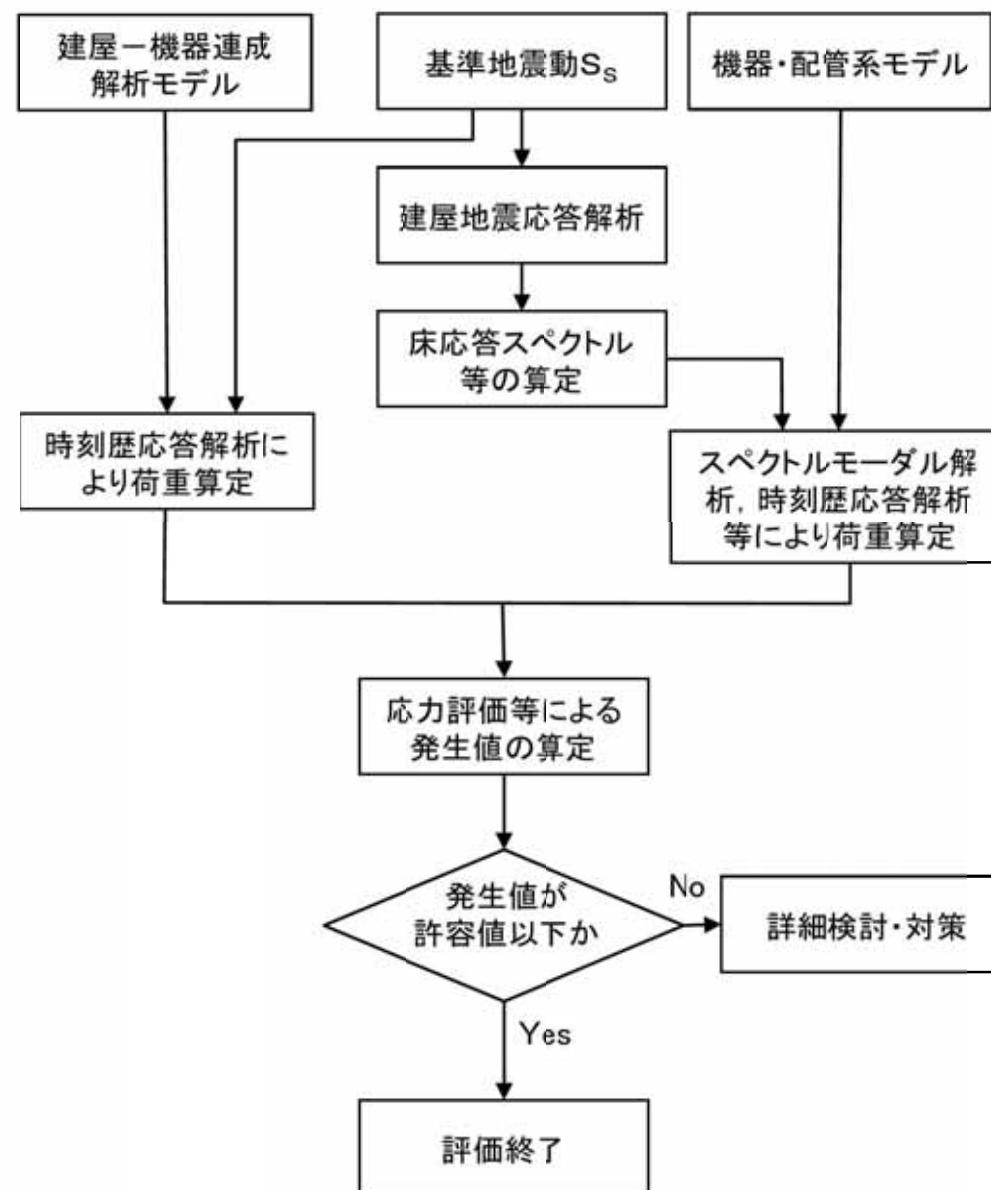 建屋－機器連成
解析モデル
基準地震動Ss
機器・配管系モデル
建屋地震応答解析
床応答スペクトル
等の算定
時刻歴応答解析に
より荷重算定
スペクトルモーダル解
析，時刻歴応答解析
等により荷重算定
応力評価等による
発生値の算定
発生値が
許容値以下か
No
詳細検討・対策
Yes
評価終了